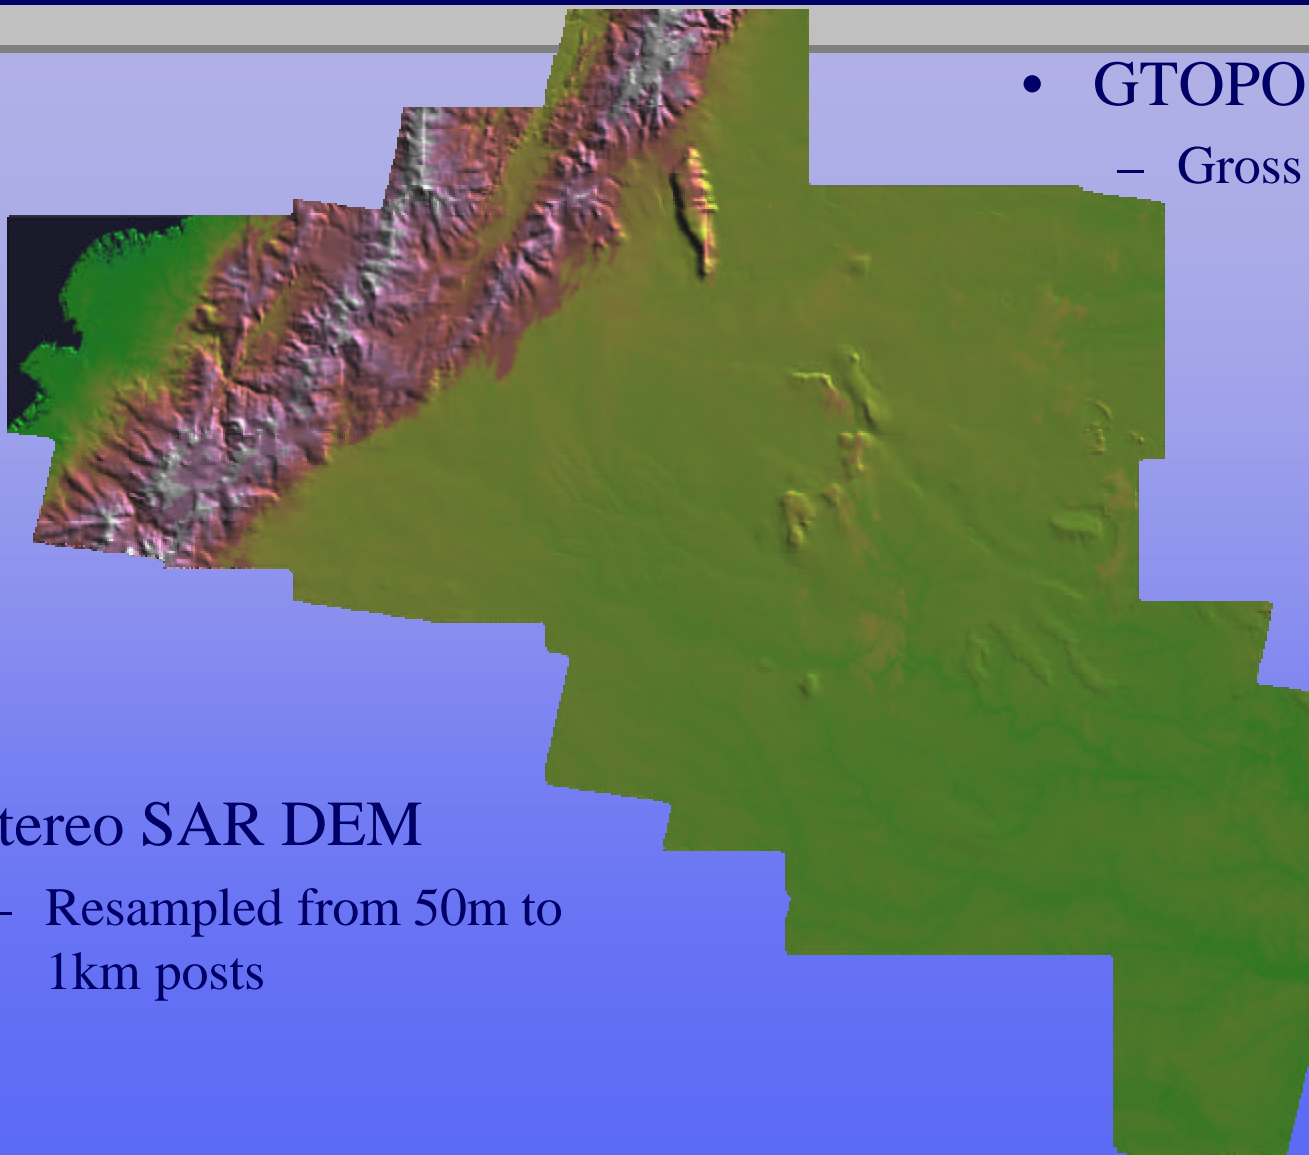 • GTOPO
– Gross
tereo SAR DEM
– Resampled from 50m to
1km posts